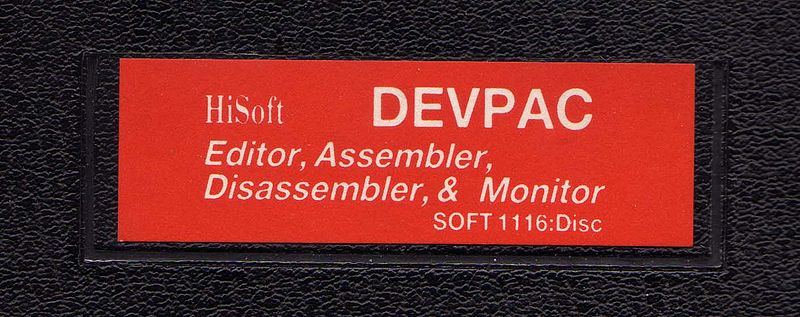 HiSoft DEVPAC
Editor, Assembler,
Disassembler, & Monitor
SOFT 1116:Disc